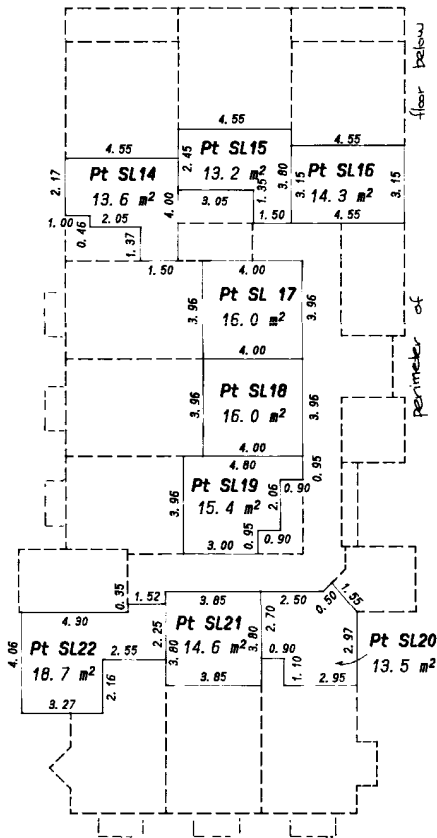 floor below
4.55
2.45
Pt SL15
13.2 m²
4.55
4.55
Pt SL14
13.6 m²
2.17
4.00
3.05
1.35
3.80
3.15
Pt SL16
14.3 m²
3.15
1.00
0.46
2.05
1.37
1.50
4.55
1.50
4.00
3.96
Pt SL 17
16.0 m²
3.96
4.00
perimeter of
3.96
Pt SL18
16.0 m²
3.96
4.00
4.80
0.95
3.96
Pt SL19
15.4 m²
2.06
0.90
0.95
0.90
3.00
0.35
1.52
3.85
2.50
0.50
1.55
4.30
4.06
Pt SL22
18.7 m²
2.55
2.16
3.27
2.25
3.80
Pt SL21
14.6 m²
3.85
3.80
2.70
0.90
1.10
2.97
Pt SL20
13.5 m²
2.95